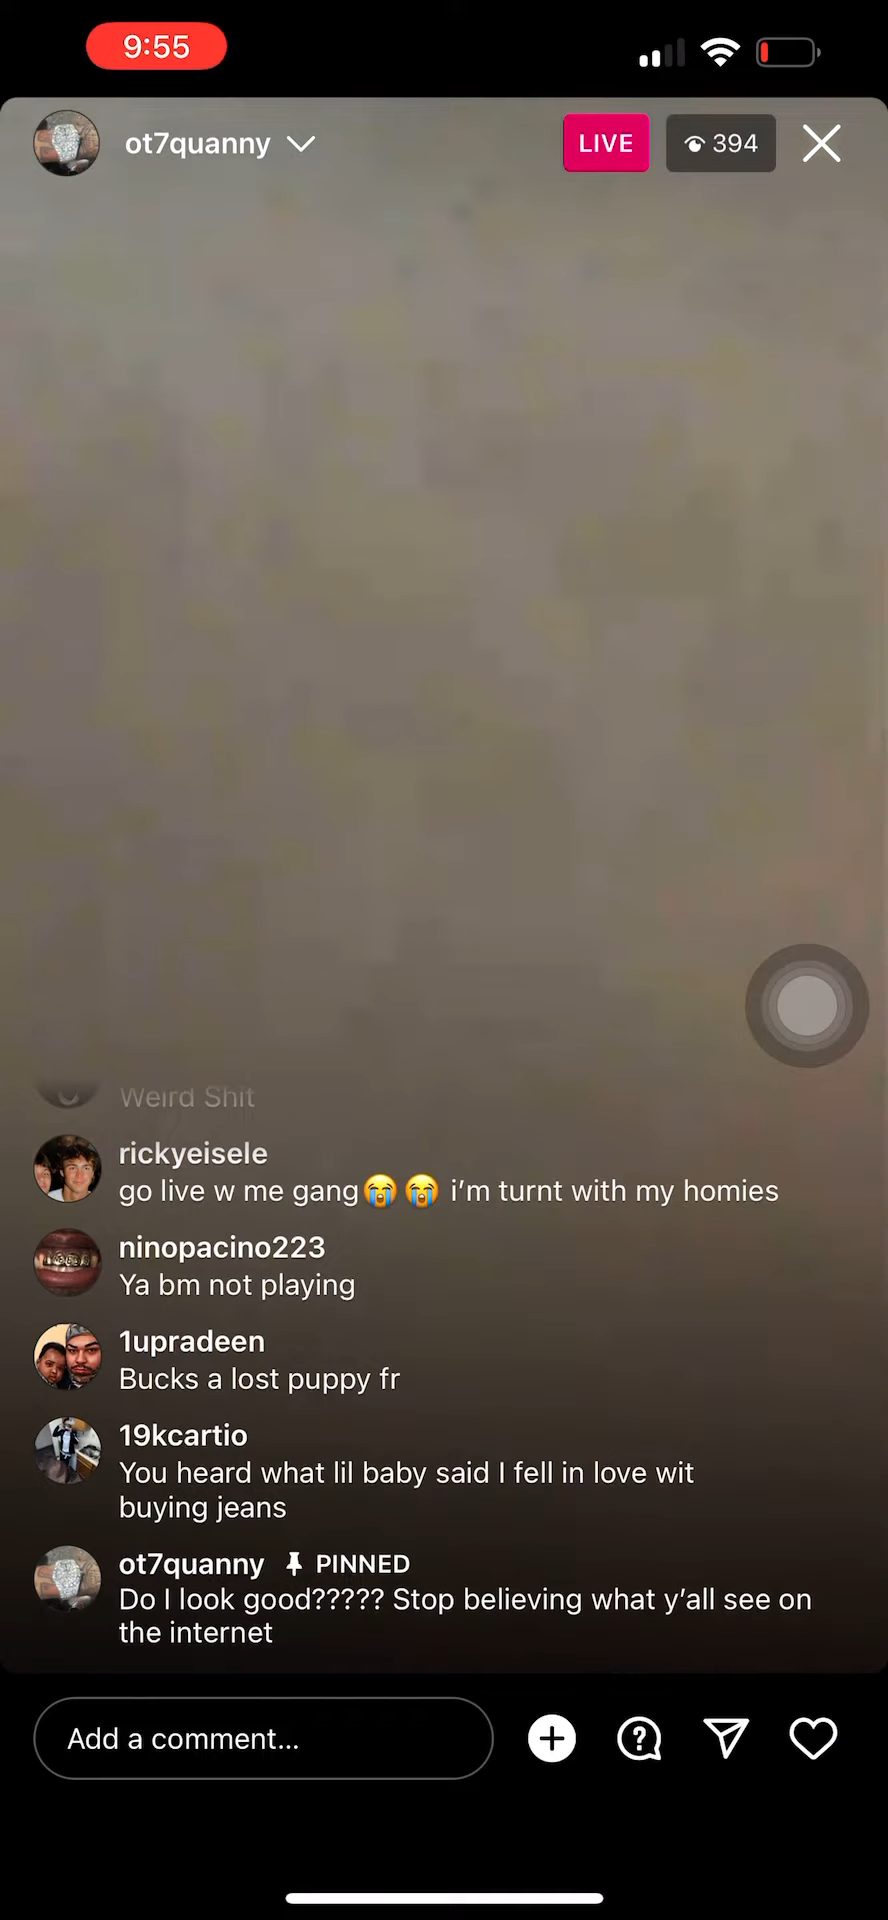 9:55
ot7quanny
LIVE
394
Weird Shit
rickyeisele
go live w me gang😭😭 i’m turnt with my homies
ninopacino223
Ya bm not playing
1upradeen
Bucks a lost puppy fr
19kcartio
You heard what lil baby said I fell in love wit
buying jeans
ot7quanny PINNED
Do I look good????? Stop believing what y’all see on
the internet
Add a comment...